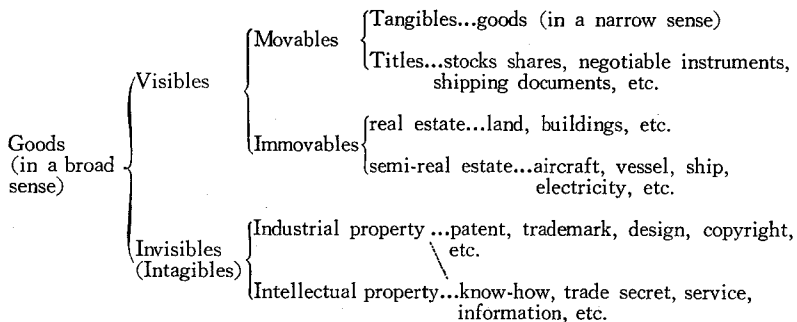 Tangibles...goods (in a narrow sense)
Movables
Titles...stocks shares, negotiable instruments,
shipping documents, etc.
Visibles
real estate...land, buildings, etc.
Immovables
semi-real estate...aircraft, vessel, ship,
electricity, etc.
Goods
(in a broad
sense)
Industrial property ...patent, trademark, design, copyright,
etc.
Invisibles
(Intagibles)
Intellectual property...know-how, trade secret, service,
information, etc.